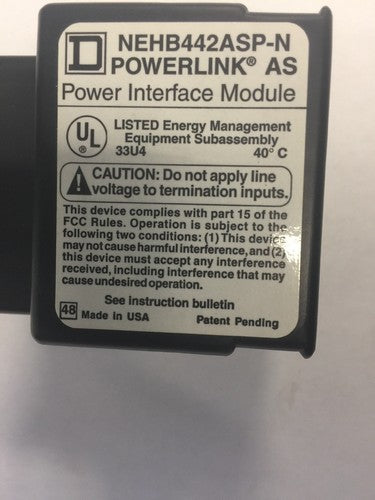 D
NEHB442ASP-N
POWERLINK® AS
Power Interface Module
UL
®
LISTED Energy Management
Equipment Subassembly
33U4 40° C
CAUTION: Do not apply line
voltage to termination inputs.
This device complies with part 15 of the
FCC Rules. Operation is subject to the
following two conditions: (1) This device
may not cause harmful interference, and (2)
this device must accept any interference
received, including interference that may
cause undesired operation.
See instruction bulletin
48 Made in USA Patent Pending